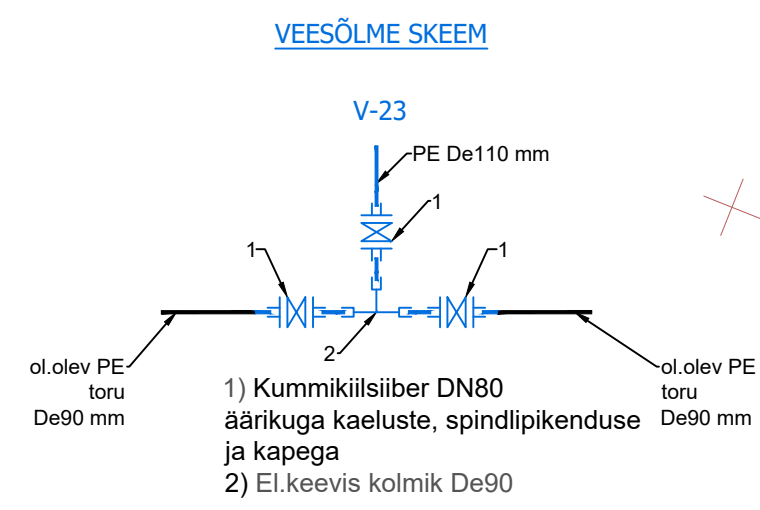 VEESÕLME SKEEM
V-23
PE De110 mm
1
1
1
2
ol.olev PE
toru
De90 mm
ol.olev PE
toru
De90 mm
1) Kummikiilsiiber DN80
äärikuga kaeluste, spindlipikenduse
ja kapega
2) El.keevis kolmik De90